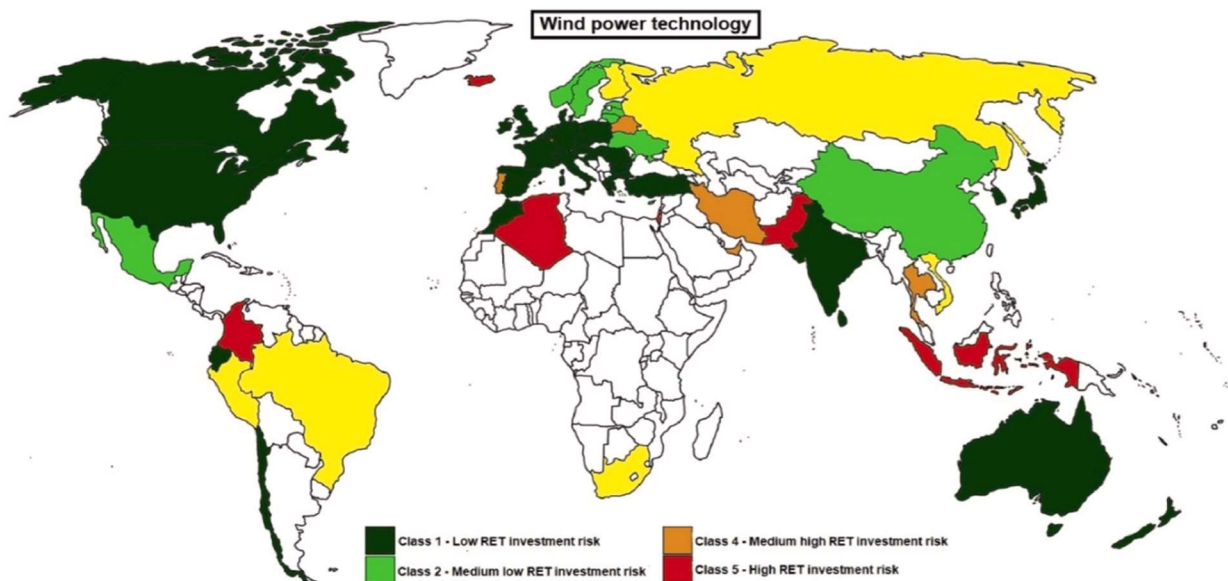 Wind power technology
Class 1 - Low RET investment risk
Class 2 - Medium low RET investment risk
Class 4 - Medium high RET investment risk
Class 5 - High RET investment risk